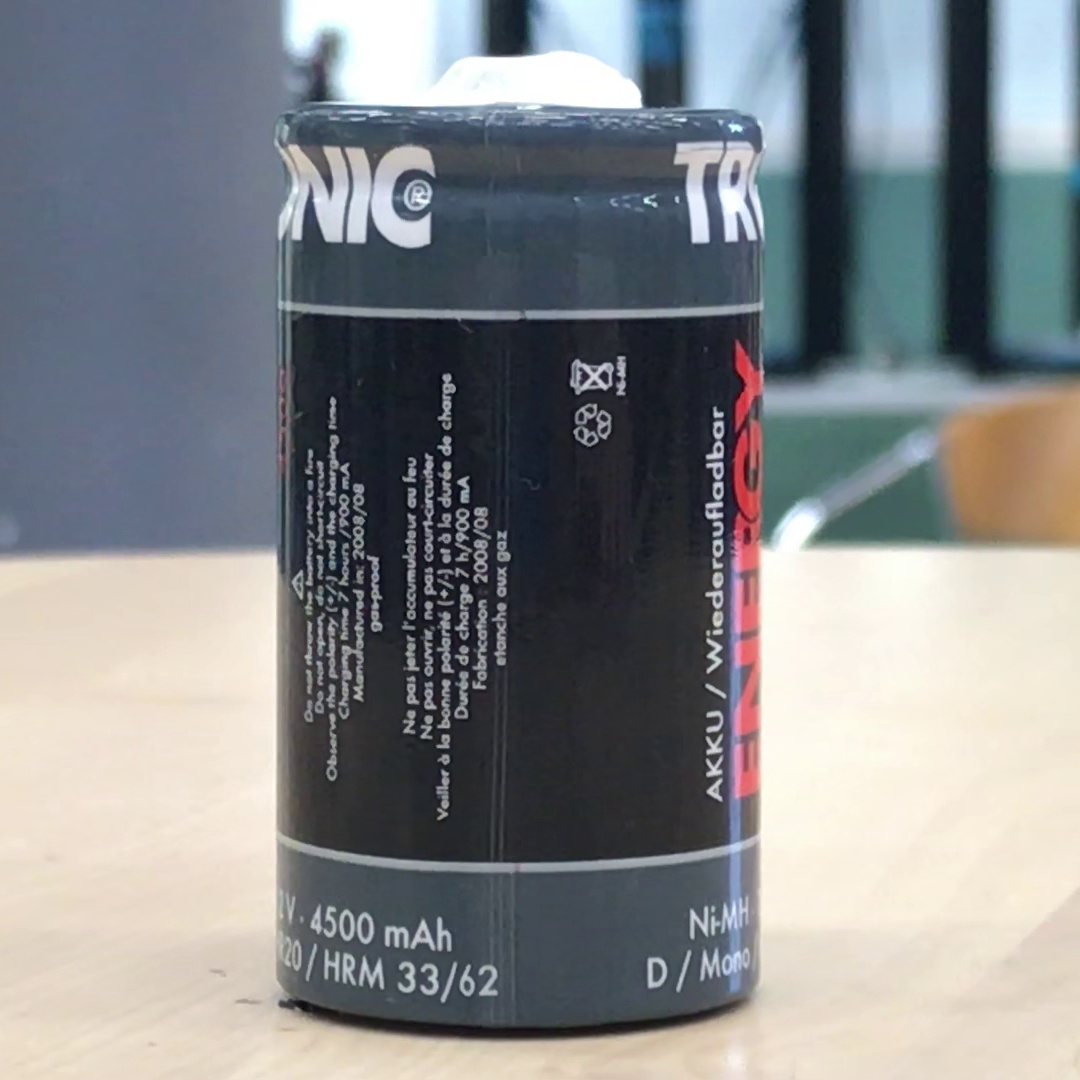 NIC®
TR
Do not throw the battery into a fire
Do not open, do not short-circuit
Observe the polarity (+/-) and the charging time
Charging time 7 hours /900 mA
Manufactured in: 2008/08
gas-proof
Ne pas jeter l'accumulateur au feu
Ne pas ouvrir, ne pas court-circuiter
Veiller à la bonne polarité (+/-) et à la durée de charge
Durée de charge 7 h/900 mA
Fabrication : 2008/08
etanche aux gaz
Ni-MH
AKKU / Wiederaufladbar
ENERGY
2V - 4500 mAh
20 / HRM 33/62
Ni-MH
D / Mono